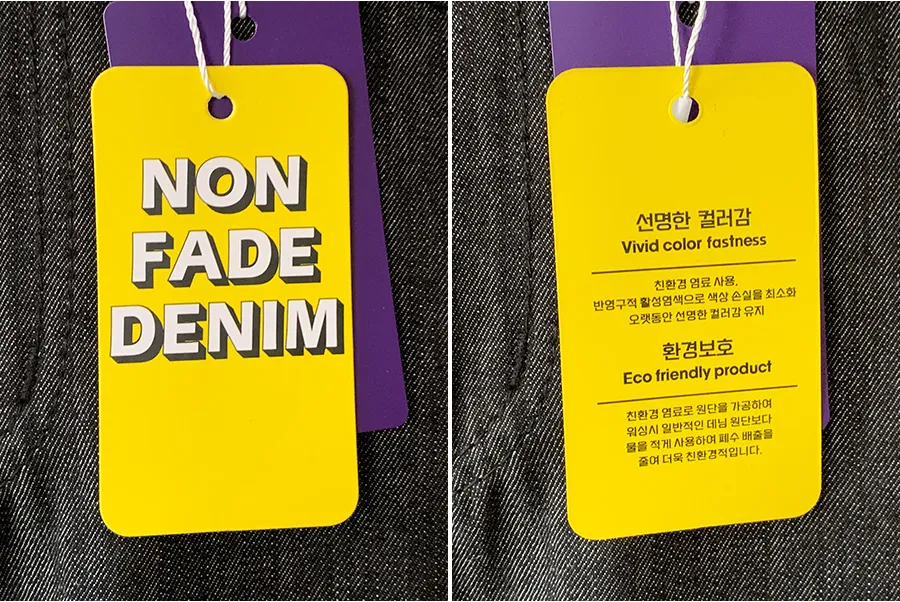 NON
FADE
DENIM
선명한 컬러감
Vivid color fastness
친환경 염료 사용.
반영구적 활성염색으로 색상 손실을 최소화
오랫동안 선명한 컬러감 유지
환경보호
Eco friendly product
친환경 염료로 원단을 가공하여
워싱시 일반적인 데님 원단보다
물을 적게 사용하여 폐수 배출을
줄여 더욱 친환경적입니다.